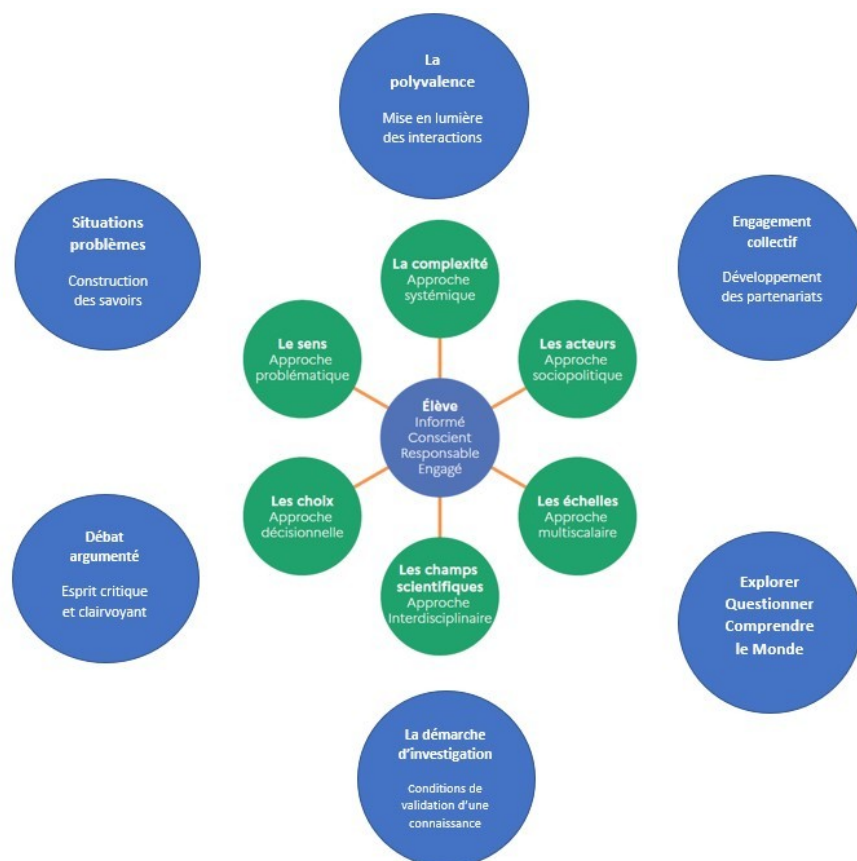 La
polyvalence
Mise en lumière
des interactions
Situations
problèmes
Construction
des savoirs
Engagement
collectif
Développement
des partenariats
La complexité
Approche
systémique
Le sens
Approche
problématique
Les acteurs
Approche
sociopolitique
Élève
Informé
Conscient
Responsable
Engagé
Les choix
Approche
décisionnelle
Les échelles
Approche
multiscalaire
Les champs
scientifiques
Approche
Interdisciplinaire
Débat
argumenté
Esprit critique
et clairvoyant
Explorer
Questionner
Comprendre
le Monde
La démarche
d'investigation
Conditions de
validation d'une
connaissance